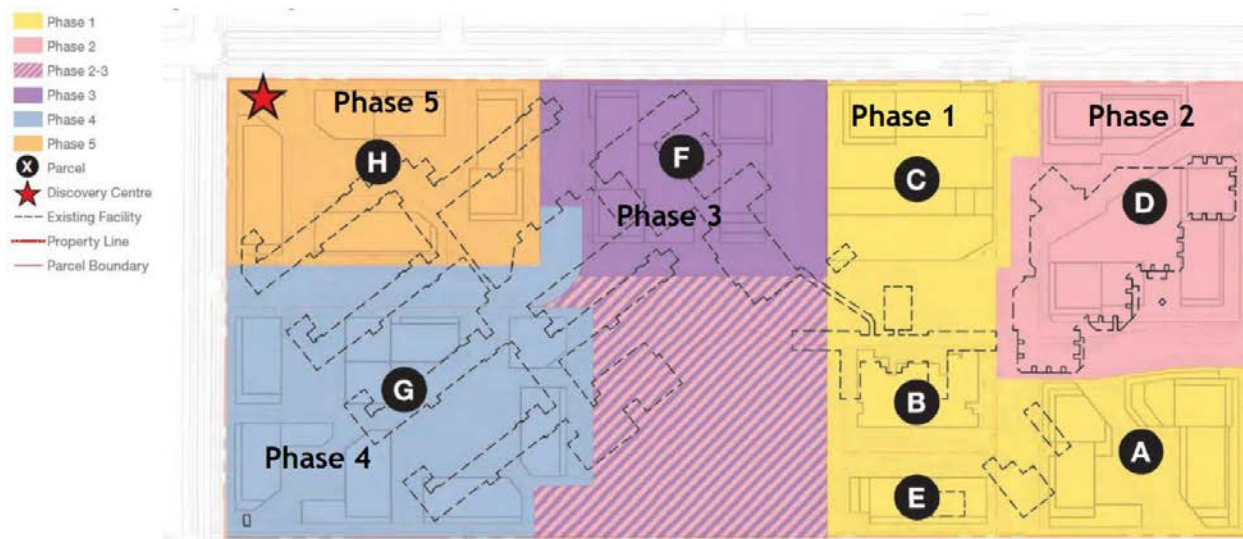 Phase 1
Phase 2
Phase 2-3
Phase 3
Phase 4
Phase 5
X Parcel
Discovery Centre
Existing Facility
Property Line
Parcel Boundary
Phase 5
Phase 1
Phase 2
H
F
C
D
Phase 3
G
B
Phase 4
A
E